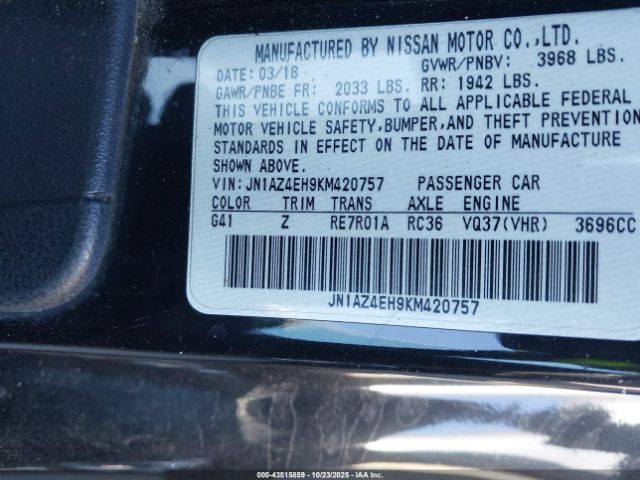 MANUFACTURED BY NISSAN MOTOR CO.,LTD.
DATE: 03/18 GVWR/PNBV: 3968 LBS.
GAWR/PNBE FR: 2033 LBS. RR: 1942 LBS.
THIS VEHICLE CONFORMS TO ALL APPLICABLE FEDERAL
MOTOR VEHICLE SAFETY,BUMPER,AND THEFT PREVENTION
STANDARDS IN EFFECT ON THE DATE OF MANUFACTURE
SHOWN ABOVE.
VIN: JN1AZ4EH9KM420757 PASSENGER CAR
COLOR TRIM TRANS AXLE ENGINE
G41 Z RE7R01A RC36 VQ37(VHR) 3696CC
JN1AZ4EH9KM420757
000-43515859 | 10/23/2025 | IAAI.COM